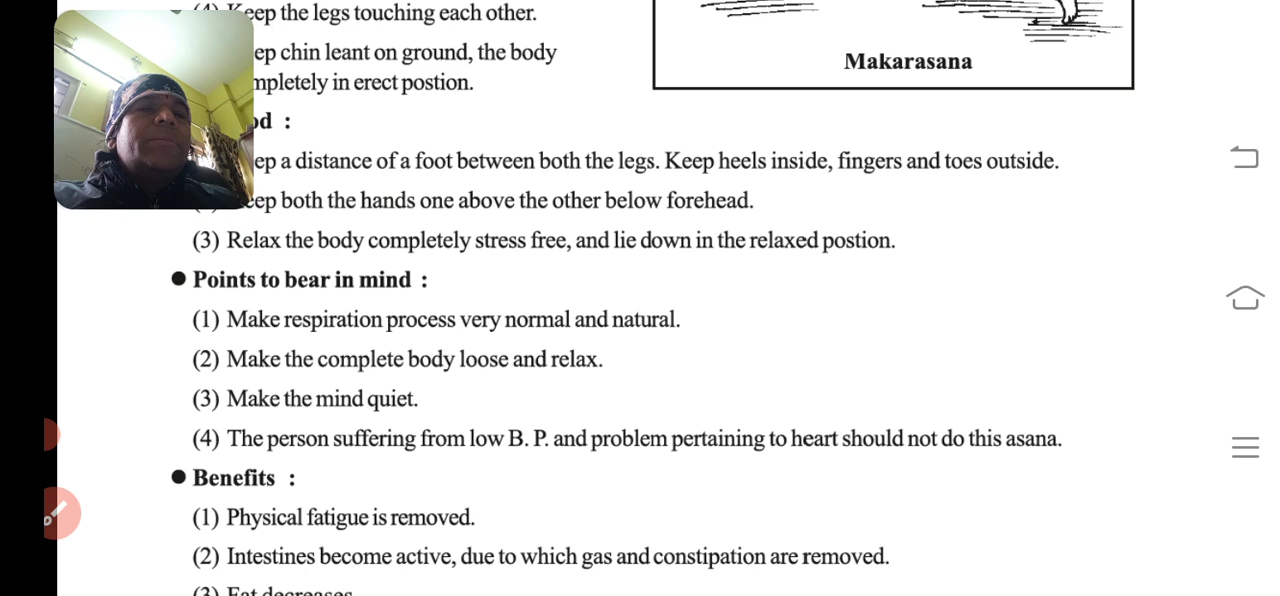 Keep the legs touching each other.
chin leant on ground, the body
in erect postion.
Makarasana
:
a distance of a foot between both the legs. Keep heels inside, fingers and toes outside.
both the hands one above the other below forehead.
(3) Relax the body completely stress free, and lie down in the relaxed postion.
● Points to bear in mind :
(1) Make respiration process very normal and natural.
(2) Make the complete body loose and relax.
(3) Make the mind quiet.
(4) The person suffering from low B. P. and problem pertaining to heart should not do this asana.
● Benefits :
(1) Physical fatigue is removed.
(2) Intestines become active, due to which gas and constipation are removed.
(3) Fat decreases